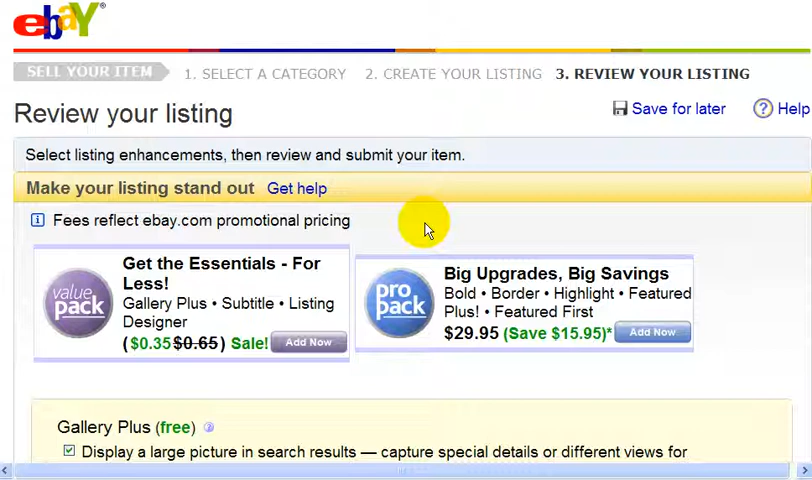 ebaY®
SELL YOUR ITEM 1. SELECT A CATEGORY 2. CREATE YOUR LISTING 3. REVIEW YOUR LISTING
Review your listing
Save for later ? Help
Select listing enhancements, then review and submit your item.
Make your listing stand out Get help
i Fees reflect ebay.com promotional pricing
value pack
Get the Essentials - For
Less!
Gallery Plus • Subtitle • Listing
Designer
($0.35 $0.65) Sale! Add Now
pro pack
Big Upgrades, Big Savings
Bold • Border • Highlight • Featured
Plus! • Featured First
$29.95 (Save $15.95)* Add Now
Gallery Plus (free) ?
Display a large picture in search results — capture special details or different views for